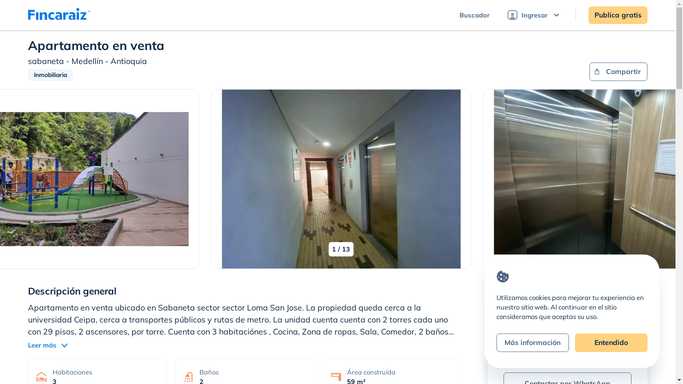 Fincaraiz
Buscador
Ingresar
Publica gratis
Apartamento en venta
sabaneta - Medellín - Antioquia
Inmobiliaria
Compartir
1 / 13
Descripción general
Apartamento en venta ubicado en Sabaneta sector sector Loma San Jose. La propiedad queda cerca a la
universidad Ceipa, cerca a transportes públicos y rutas de metro. La unidad cuenta cuenta con 2 torres cada uno
con 29 pisos, 2 ascensores, por torre. Cuenta con 3 habitaciónes , Cocina, Zona de ropas, Sala, Comedor, 2 baños...
Leer más
Habitaciones
3
Baños
2
Área construida
59 m²
Utilizamos cookies para mejorar tu experiencia en
nuestro sitio web. Al continuar en el sitio
consideramos que aceptas su uso.
Más información
Entendido
Contactar por WhatsApp